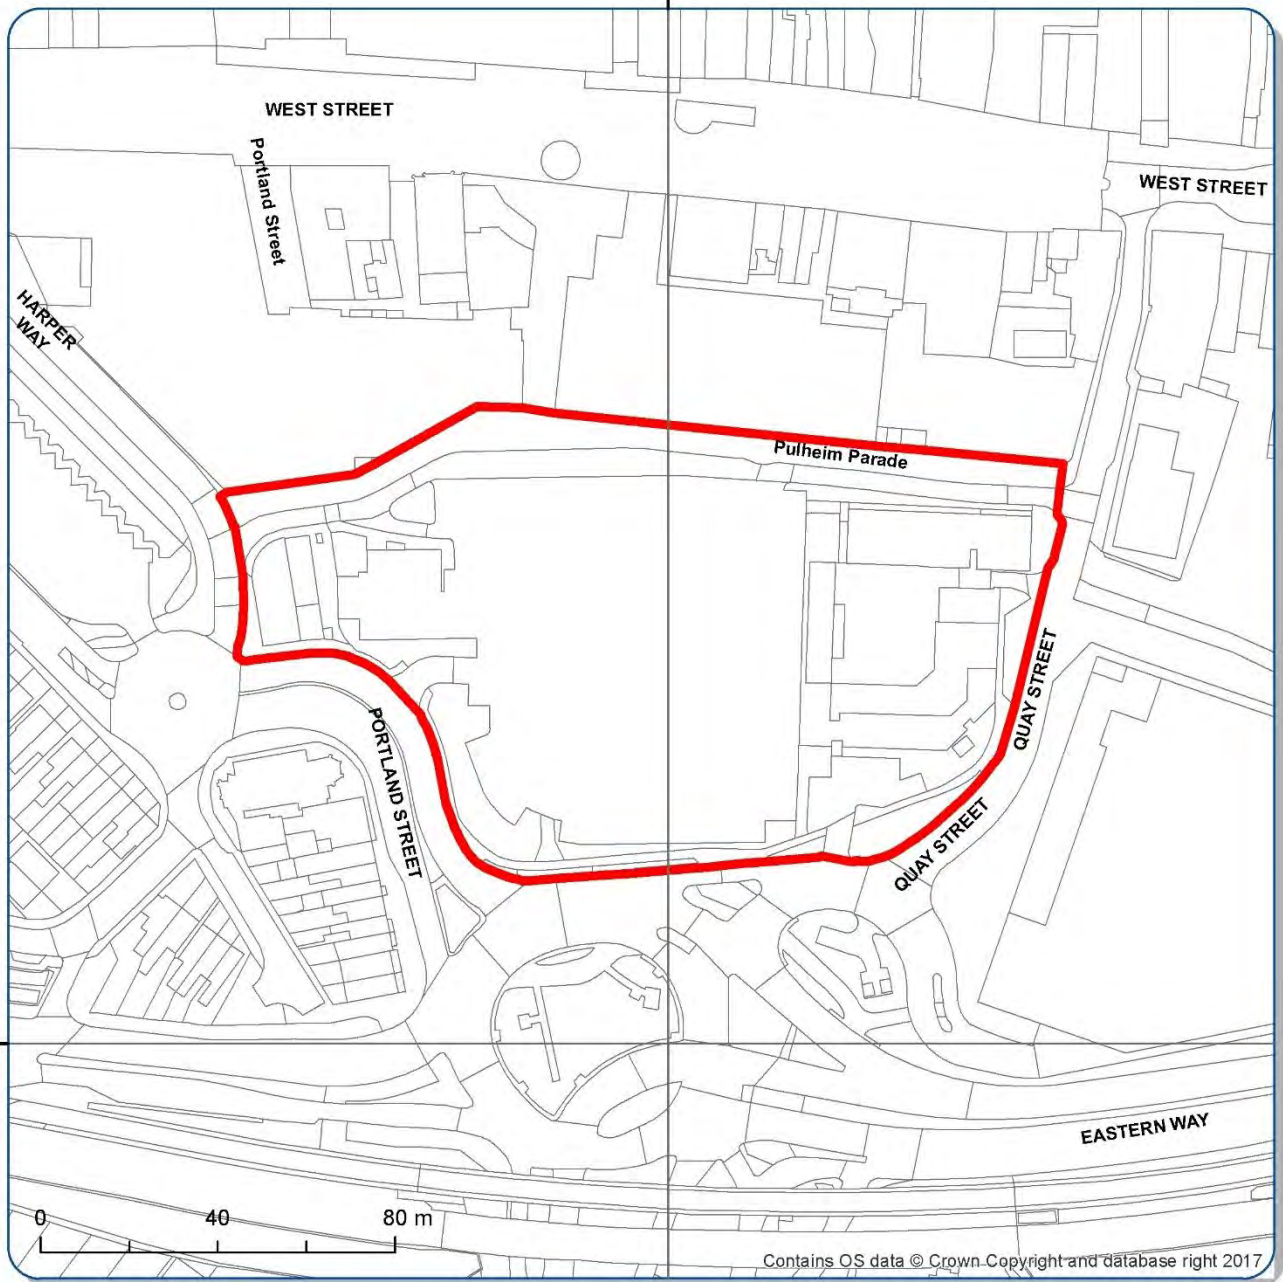 WEST STREET
Portland Street
WEST STREET
HARPER
WAY
Pulheim Parade
QUAY STREET
PORTLAND STREET
QUAY STREET
EASTERN WAY
0 40 80 m
Contains OS data © Crown Copyright and database right 2017